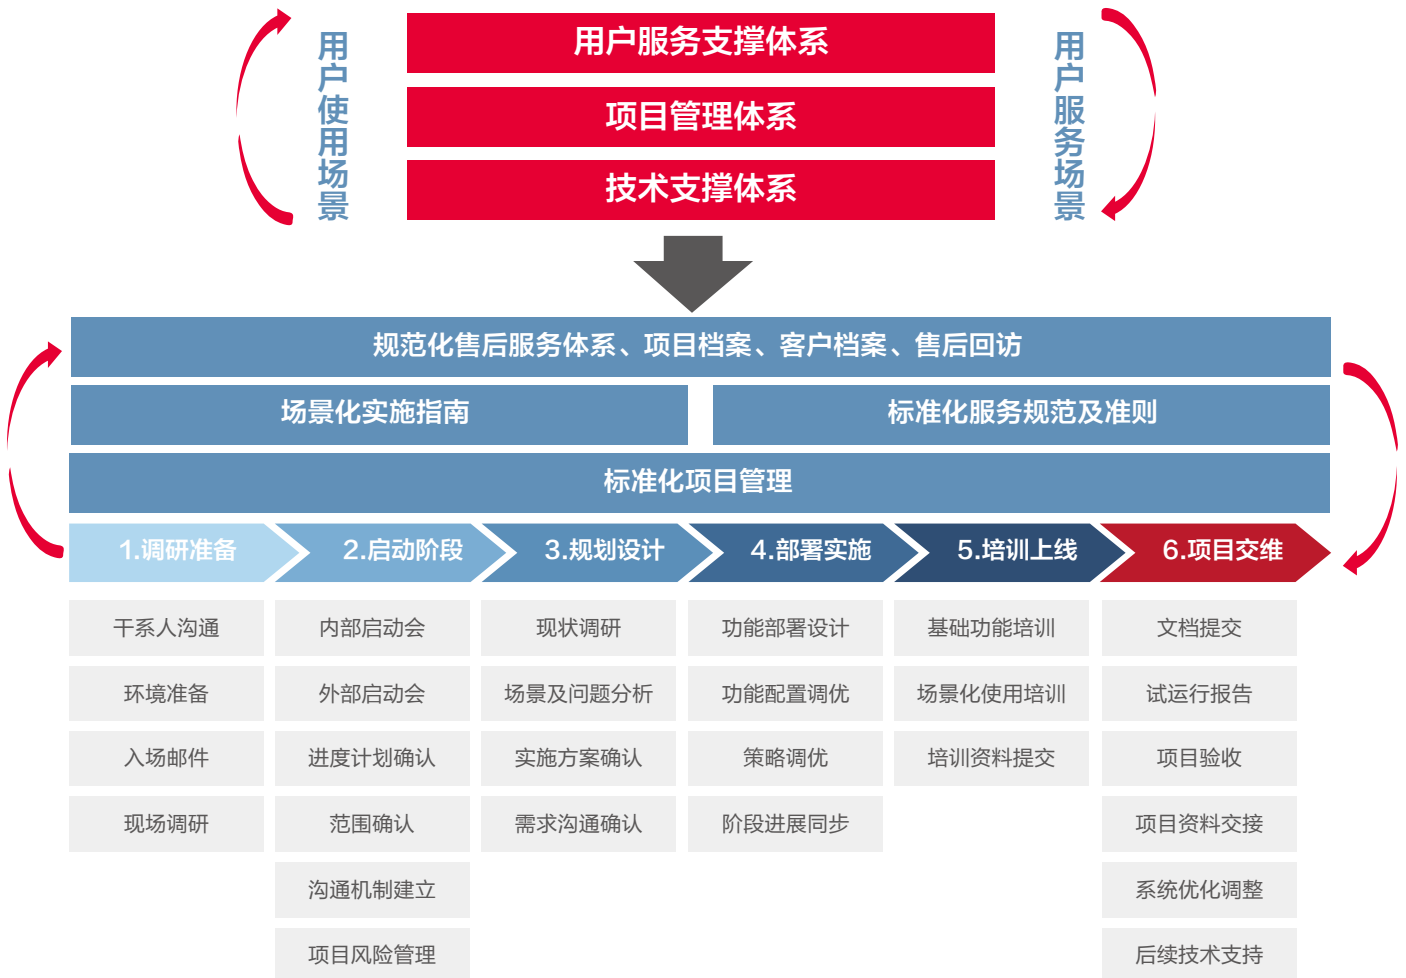 用户使用场景
用户服务支撑体系
项目管理体系
技术支撑体系
用户服务场景
规范化售后服务体系、项目档案、客户档案、售后回访
场景化实施指南
标准化服务规范及准则
标准化项目管理
1.调研准备
2.启动阶段
3.规划设计
4.部署实施
5.培训上线
6.项目交维
干系人沟通
内部启动会
现状调研
功能部署设计
基础功能培训
文档提交
环境准备
外部启动会
场景及问题分析
功能配置调优
场景化使用培训
试运行报告
入场邮件
进度计划确认
实施方案确认
策略调优
培训资料提交
项目验收
现场调研
范围确认
需求沟通确认
阶段进展同步
项目资料交接
沟通机制建立
系统优化调整
项目风险管理
后续技术支持